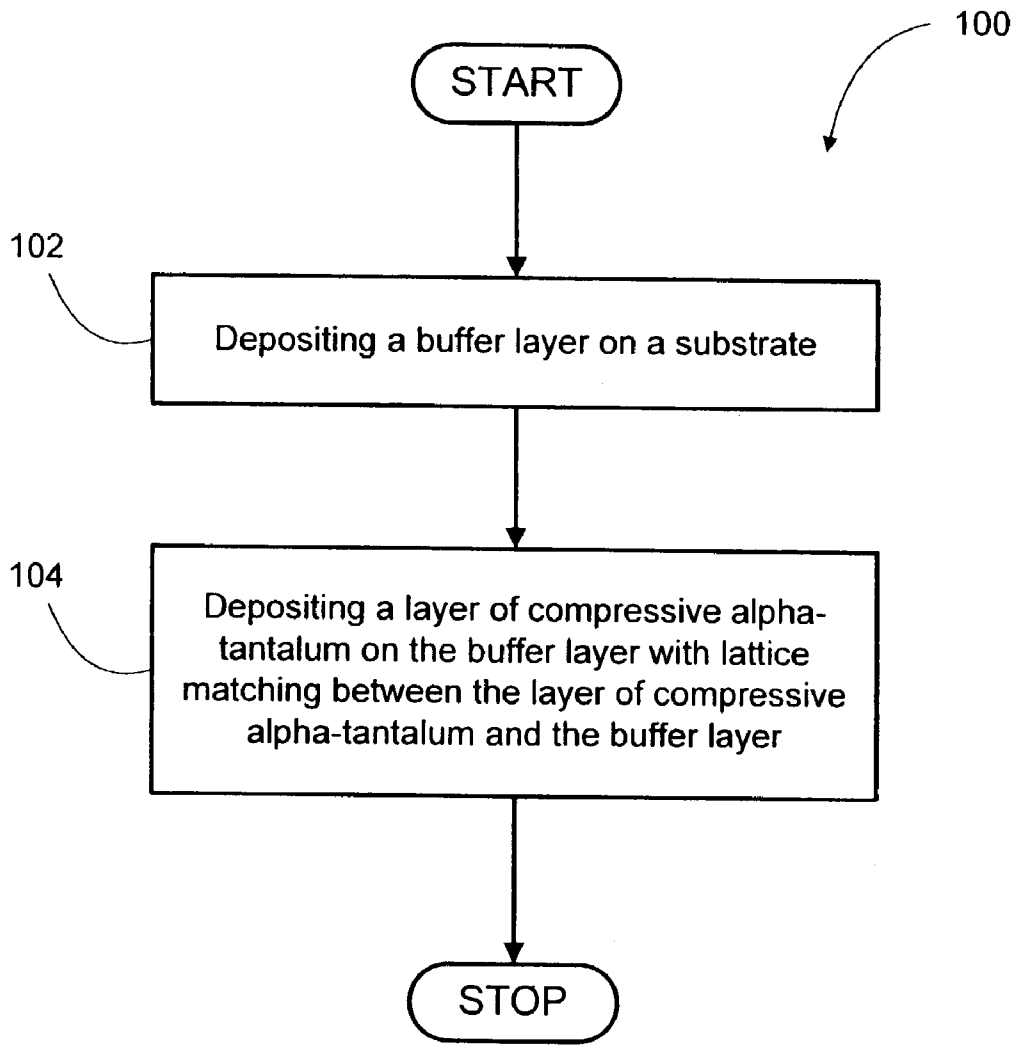 100
START
102
Depositing a buffer layer on a substrate
104
Depositing a layer of compressive alpha-
tantalum on the buffer layer with lattice
matching between the layer of compressive
alpha-tantalum and the buffer layer
STOP